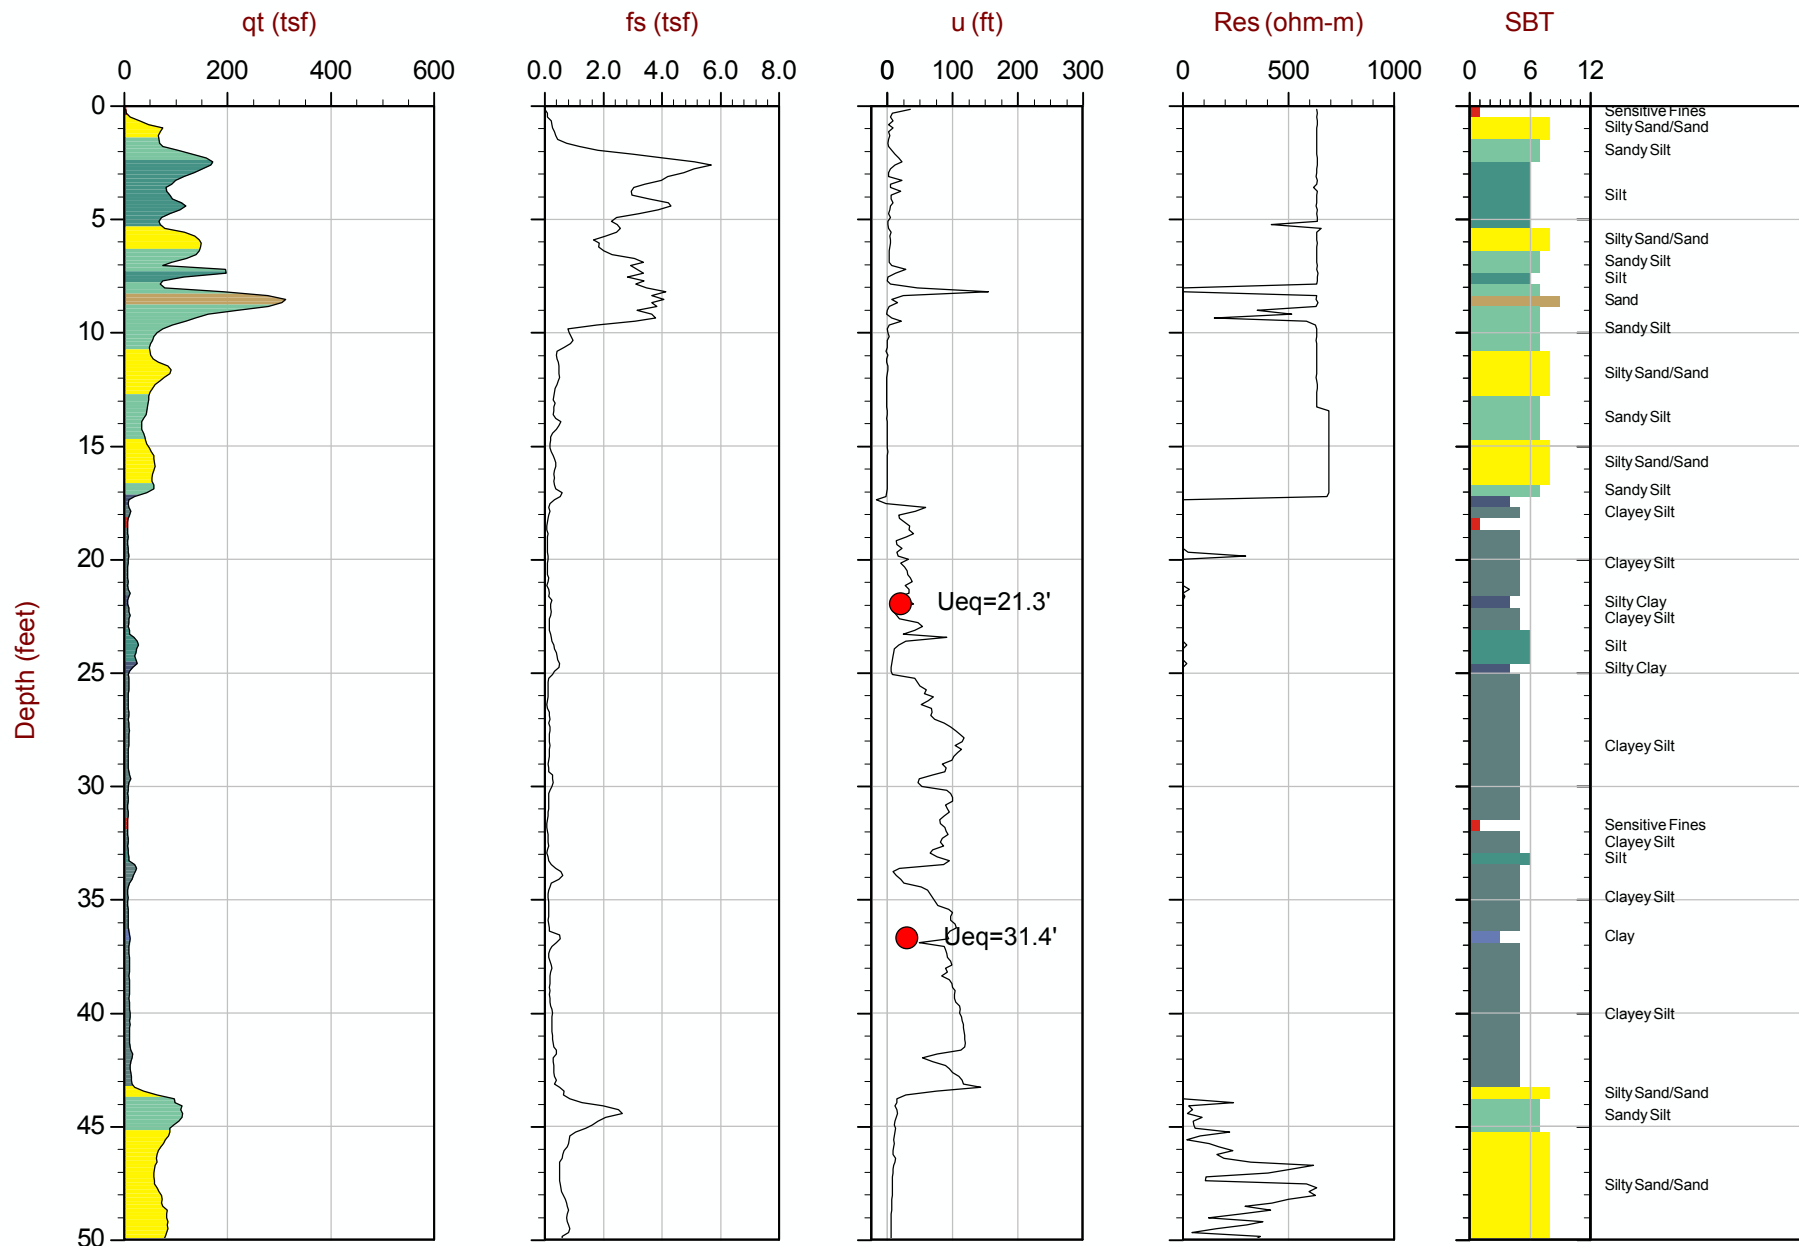 qt (tsf) fs (tsf) u (ft) Res (ohm-m) SBT
0 200 400 600 0.0 2.0 4.0 6.0 8.0 0 100 200 300 0 500 1000 0 6 12
0
Sensitive Fines
Silty Sand/Sand
Sandy Silt
Silt
5
Silty Sand/Sand
Sandy Silt
Silt
Sand
Sandy Silt
10
Silty Sand/Sand
Sandy Silt
15
Silty Sand/Sand
Sandy Silt
Clayey Silt
20
Clayey Silt
Ueq=21.3' Silty Clay
Clayey Silt
Silt
Silty Clay
25
Depth (feet)
Clayey Silt
30
Sensitive Fines
Clayey Silt
Silt
35
Clayey Silt
Ueq=31.4' Clay
40
Clayey Silt
Silty Sand/Sand
Sandy Silt
45
Silty Sand/Sand
50